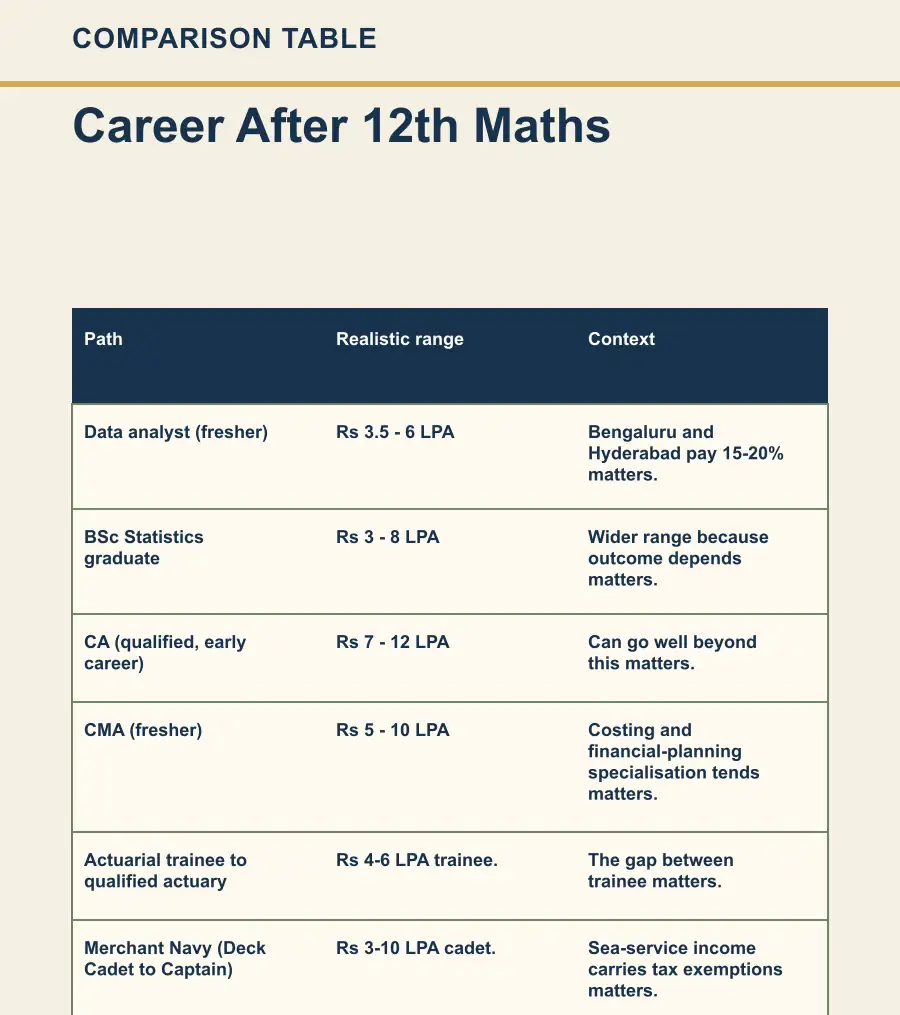 COMPARISON TABLE
Career After 12th Maths
Path Realistic range Context
Data analyst (fresher) Rs 3.5 - 6 LPA Bengaluru and
Hyderabad pay 15-20%
matters.
BSc Statistics Rs 3 - 8 LPA Wider range because
graduate outcome depends
matters.
CA (qualified, early Rs 7 - 12 LPA Can go well beyond
career) this matters.
CMA (fresher) Rs 5 - 10 LPA Costing and
financial-planning
specialisation tends
matters.
Actuarial trainee to Rs 4-6 LPA trainee. The gap between
qualified actuary trainee matters.
Merchant Navy (Deck Rs 3-10 LPA cadet. Sea-service income
Cadet to Captain) carries tax exemptions
matters.